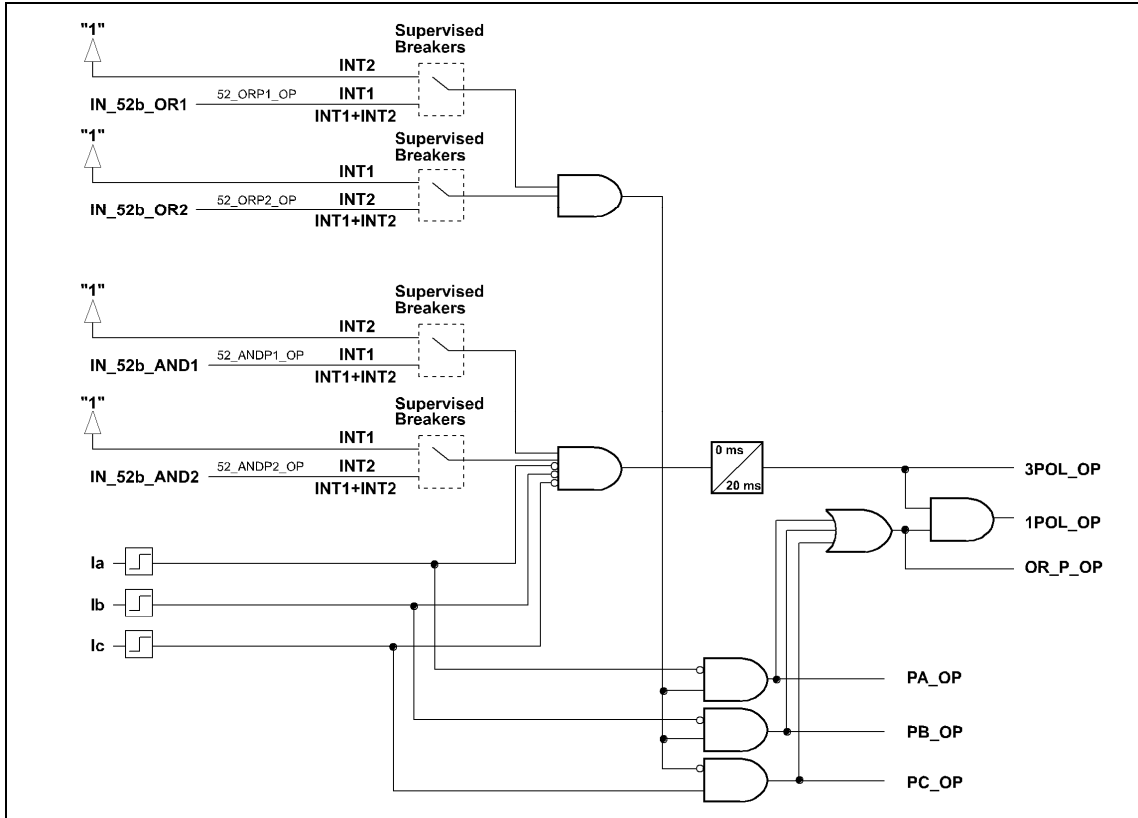 "1"
Supervised
Breakers
INT2
IN_52b_OR1
52_ORP1_OP
INT1
INT1+INT2
"1"
Supervised
Breakers
INT1
IN_52b_OR2
52_ORP2_OP
INT2
INT1+INT2
"1"
Supervised
Breakers
INT2
IN_52b_AND1
52_ANDP1_OP
INT1
INT1+INT2
"1"
Supervised
Breakers
INT1
IN_52b_AND2
52_ANDP2_OP
INT2
INT1+INT2
0 ms
20 ms
3POL_OP
1POL_OP
OR_P_OP
Ia
Ib
Ic
PA_OP
PB_OP
PC_OP